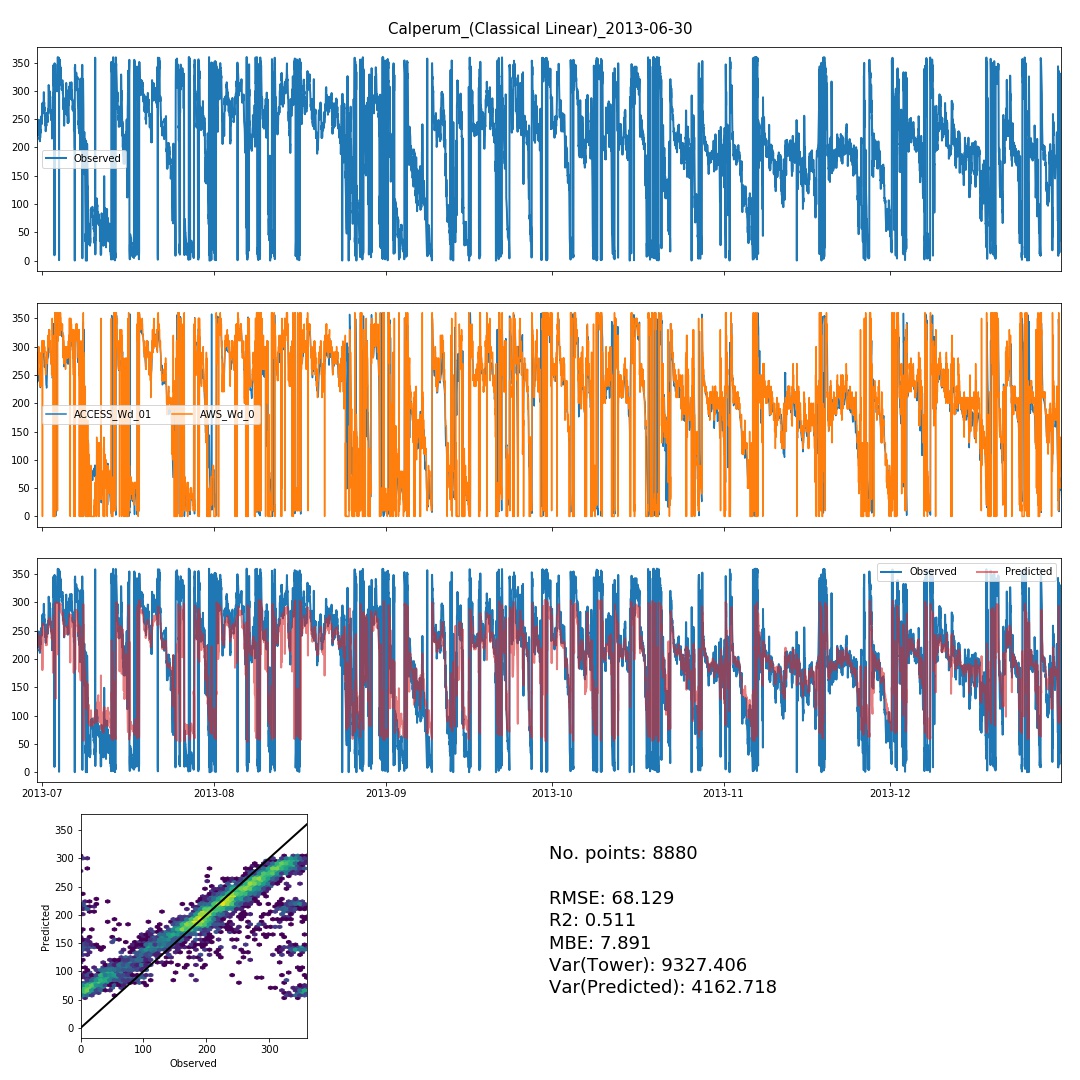 Calperum_(Classical Linear)_2013-06-30
350
300
250
200
150
100
50
0
Observed
350
300
250
200
150
100
50
0
ACCESS_Wd_01 AWS_Wd_0
350
300
250
200
150
100
50
0
Observed Predicted
2013-07 2013-08 2013-09 2013-10 2013-11 2013-12
350
300
250
200
150
100
50
0
Predicted
0 100 200 300
Observed
No. points: 8880
RMSE: 68.129
R2: 0.511
MBE: 7.891
Var(Tower): 9327.406
Var(Predicted): 4162.718